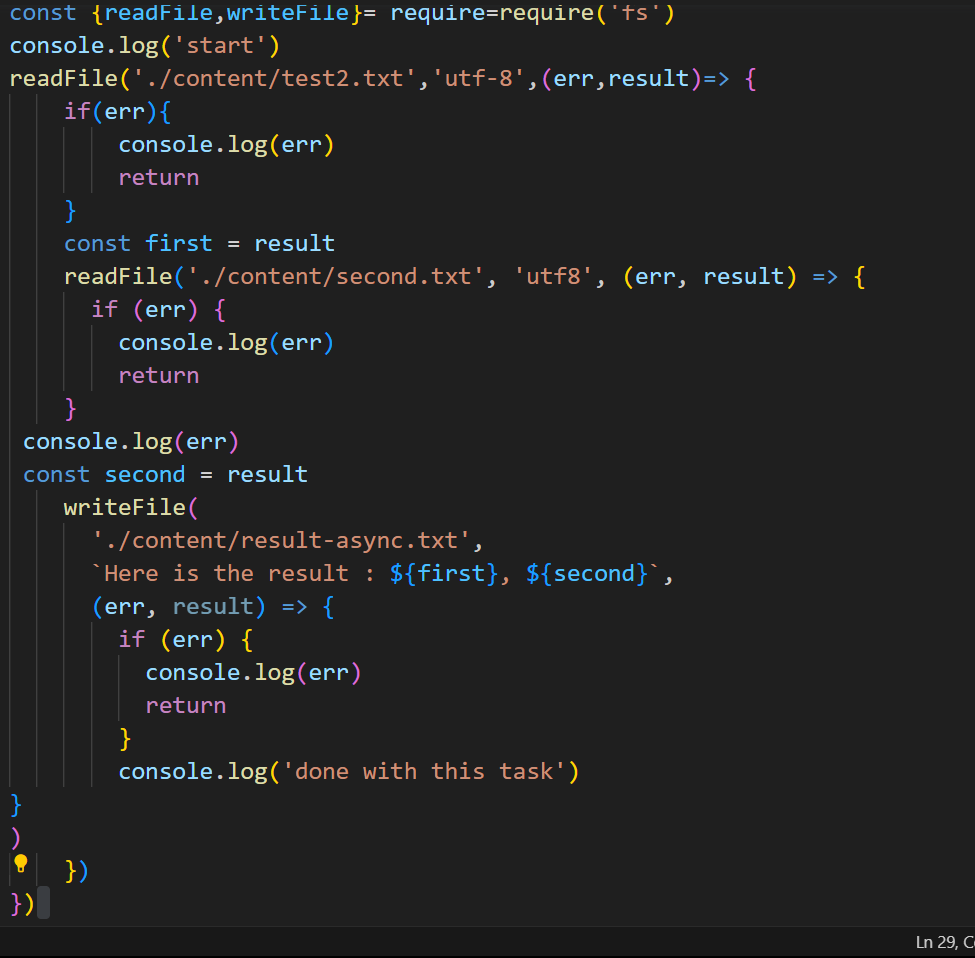 const {readFile,writeFile}= require=require('fs')
console.log('start')
readFile('./content/test2.txt','utf-8',(err,result)=> {
    if(err){
        console.log(err)
        return
    }
    const first = result
    readFile('./content/second.txt', 'utf8', (err, result) => {
      if (err) {
        console.log(err)
        return
    }
 console.log(err)
 const second = result
    writeFile(
      './content/result-async.txt',
      `Here is the result : ${first}, ${second}`,
      (err, result) => {
        if (err) {
          console.log(err)
          return
        }
        console.log('done with this task')
}
)
    })
})
Ln 29, C